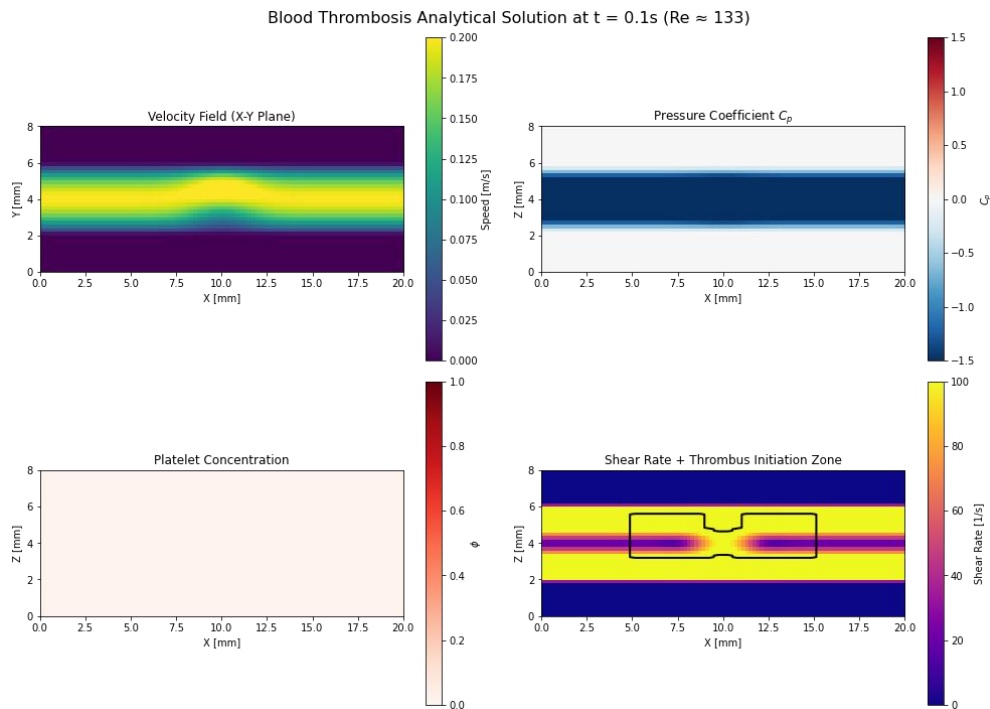 Blood Thrombosis Analytical Solution at t = 0.1s (Re ≈ 133)
Velocity Field (X-Y Plane)
Y [mm]
8
6
4
2
0
0.0 2.5 5.0 7.5 10.0 12.5 15.0 17.5 20.0
X [mm]
0.200
0.175
0.150
0.125
0.100
0.075
0.050
0.025
0.000
Speed [m/s]
Pressure Coefficient Cp
Z [mm]
8
6
4
2
0
0.0 2.5 5.0 7.5 10.0 12.5 15.0 17.5 20.0
X [mm]
1.5
1.0
0.5
0.0
−0.5
−1.0
−1.5
Cp
Platelet Concentration
Z [mm]
8
6
4
2
0
0.0 2.5 5.0 7.5 10.0 12.5 15.0 17.5 20.0
X [mm]
1.0
0.8
0.6
0.4
0.2
0.0
ϕ
Shear Rate + Thrombus Initiation Zone
Z [mm]
8
6
4
2
0
0.0 2.5 5.0 7.5 10.0 12.5 15.0 17.5 20.0
X [mm]
100
80
60
40
20
0
Shear Rate [1/s]